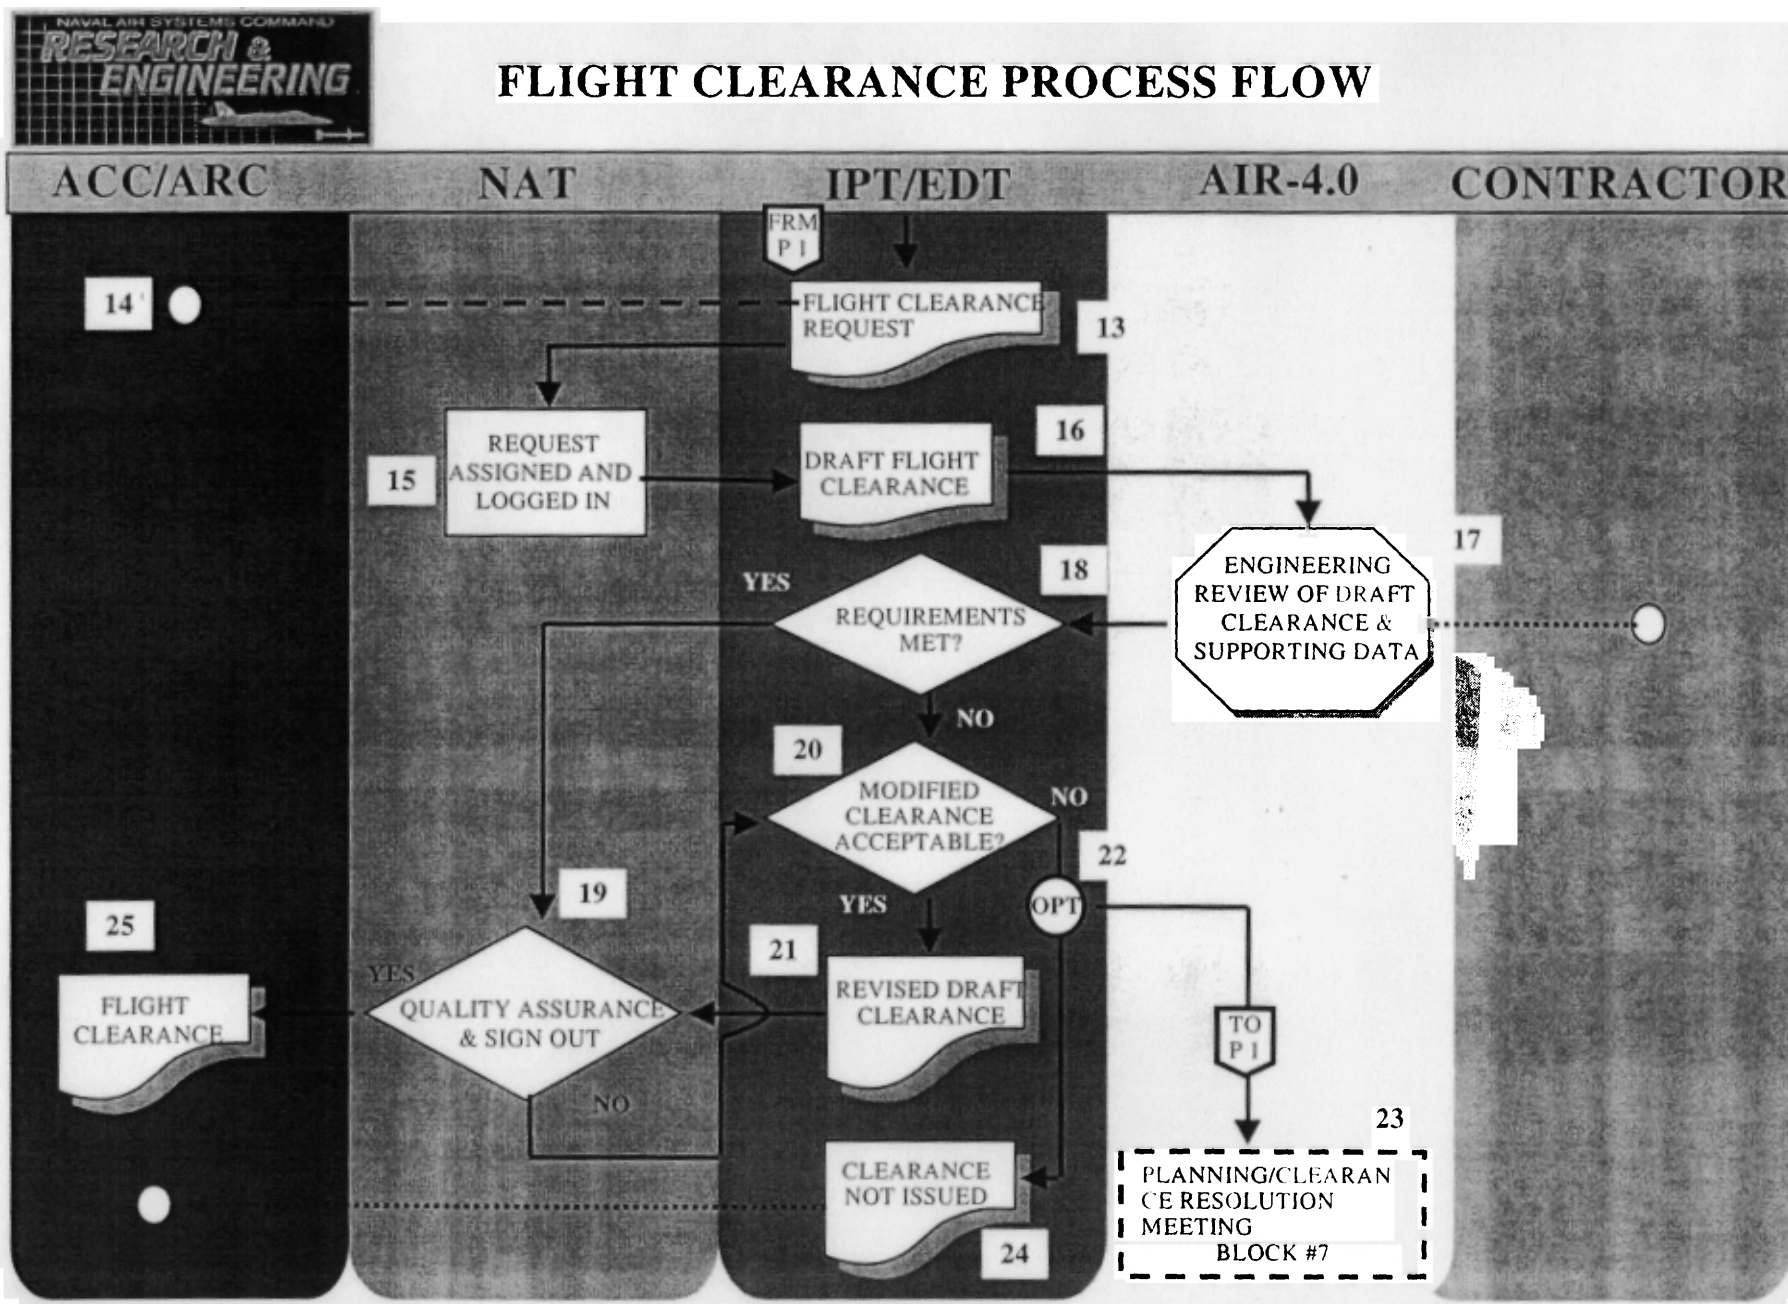 NAVAL AIR SYSTEMS COMMAND
RESEARCH &
ENGINEERING
FLIGHT CLEARANCE PROCESS FLOW
ACC/ARC NAT IPT/EDT AIR-4.0 CONTRACTOR
FRM
P 1
14
FLIGHT CLEARANCE
REQUEST
13
REQUEST
ASSIGNED AND
LOGGED IN
15
DRAFT FLIGHT
CLEARANCE
16
17
ENGINEERING
REVIEW OF DRAFT
CLEARANCE &
SUPPORTING DATA
18
YES
REQUIREMENTS
MET?
NO
20
MODIFIED
CLEARANCE
ACCEPTABLE?
NO
22
YES
OPT
19
25
21
YES
FLIGHT
CLEARANCE
QUALITY ASSURANCE
& SIGN OUT
REVISED DRAFT
CLEARANCE
TO
P 1
NO
23
CLEARANCE
NOT ISSUED
24
PLANNING/CLEARAN
CE RESOLUTION
MEETING
BLOCK #7